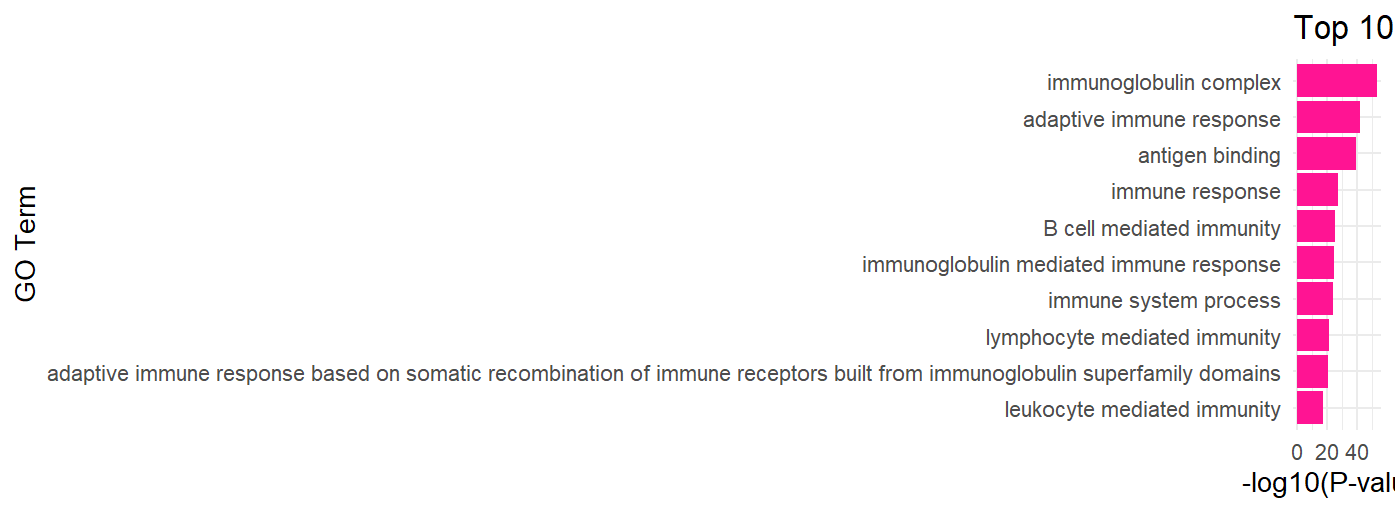 Top 10
immunoglobulin complex
adaptive immune response
antigen binding
immune response
B cell mediated immunity
immunoglobulin mediated immune response
immune system process
lymphocyte mediated immunity
adaptive immune response based on somatic recombination of immune receptors built from immunoglobulin superfamily domains
leukocyte mediated immunity
GO Term
0 20 40
-log10(P-valu